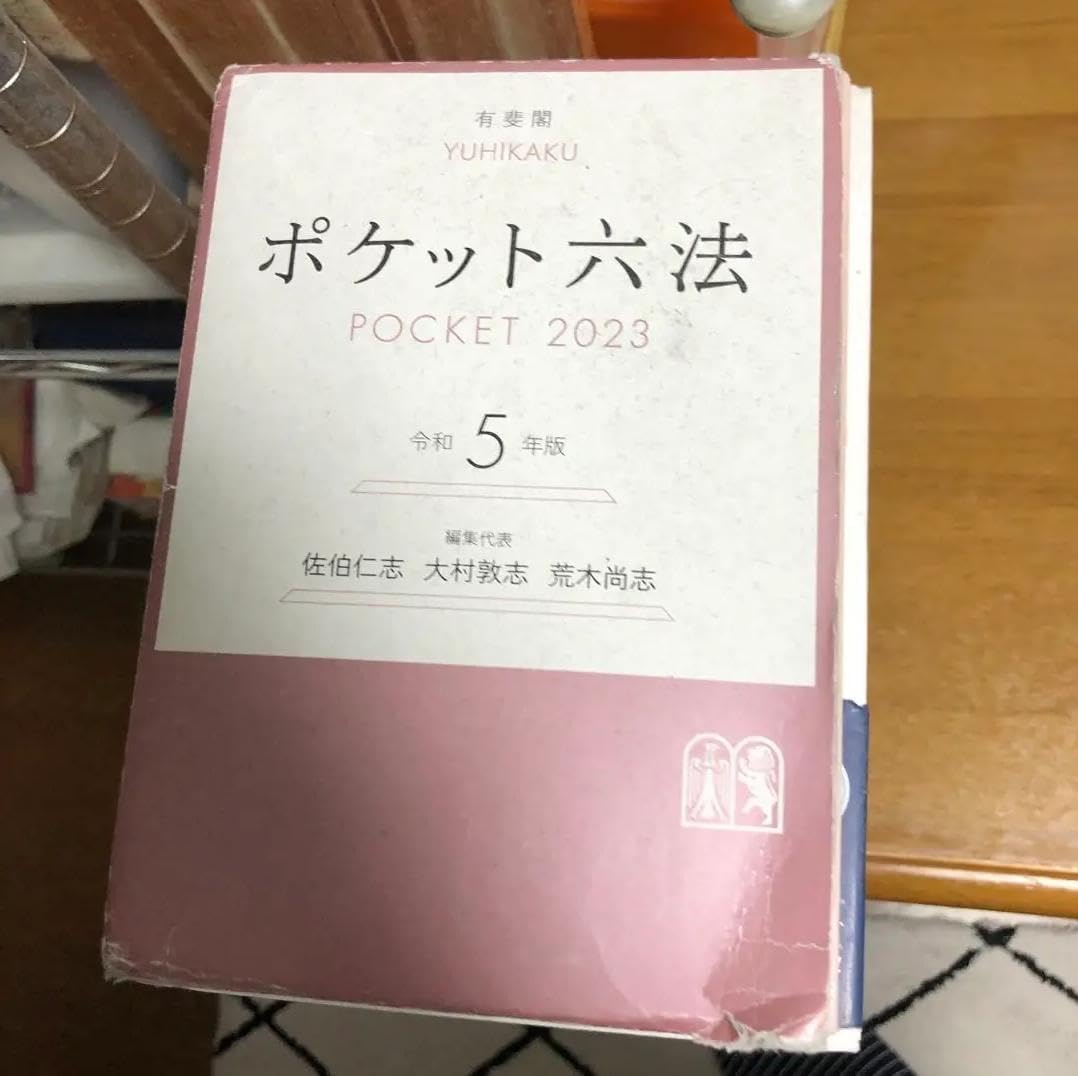 有斐閣
YUHIKAKU
ポケット六法
POCKET 2023
令和5年版
編集代表
佐伯仁志 大村敦志 荒木尚志